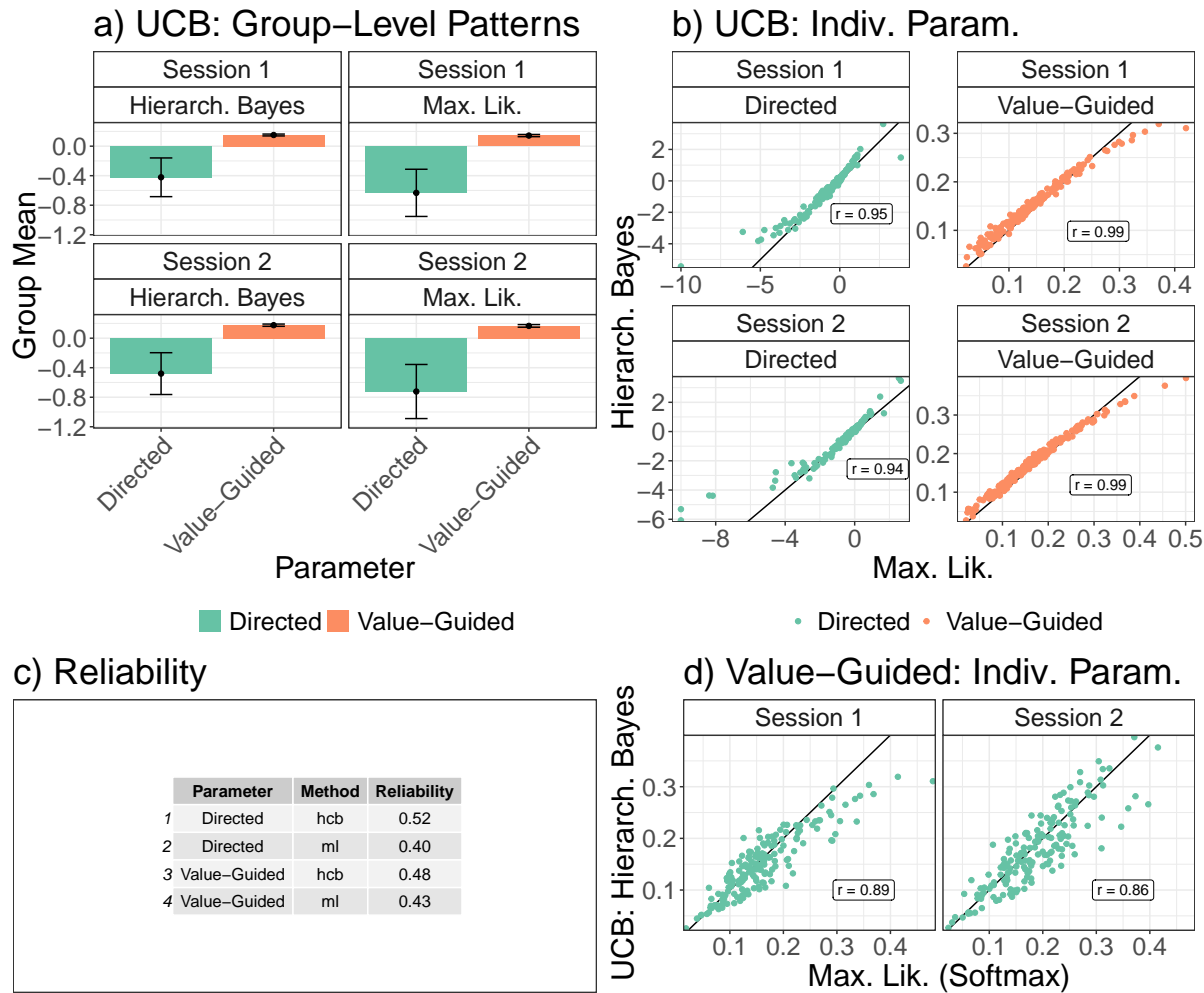 a) UCB: Group−Level Patterns
Session 1
Session 1
Hierarch. Bayes
Max. Lik.
0.0
−0.4
−0.8
−1.2
Session 2
Session 2
Hierarch. Bayes
Max. Lik.
0.0
−0.4
−0.8
−1.2
Group Mean
Directed
Value−Guided
Directed
Value−Guided
Parameter
Directed
Value−Guided
b) UCB: Indiv. Param.
Session 1
Directed
2
0
−2
−4
r = 0.95
−10
−5
0
Session 1
Value−Guided
0.3
0.2
0.1
r = 0.99
0.1
0.2
0.3
0.4
Session 2
Directed
2
0
−2
−4
−6
r = 0.94
−8
−4
0
Session 2
Value−Guided
0.3
0.2
0.1
r = 0.99
0.1
0.2
0.3
0.4
0.5
Hierarch. Bayes
Max. Lik.
Directed
Value−Guided
c) Reliability
Parameter Method Reliability
1 Directed hcb 0.52
2 Directed ml 0.40
3 Value−Guided hcb 0.48
4 Value−Guided ml 0.43
d) Value−Guided: Indiv. Param.
UCB: Hierarch. Bayes
Session 1
Session 2
0.3
0.2
0.1
r = 0.89
r = 0.86
0.1
0.2
0.3
0.4
0.1
0.2
0.3
0.4
Max. Lik. (Softmax)